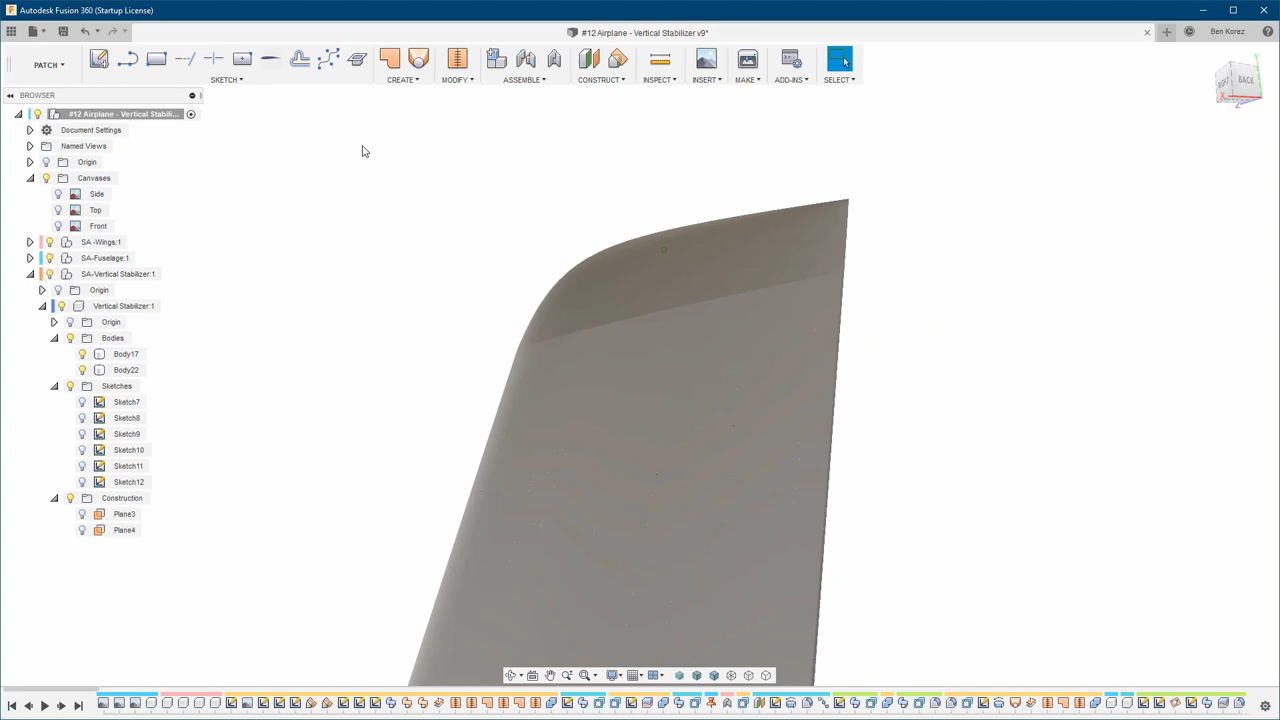 Autodesk Fusion 360 (Startup License)
#12 Airplane - Vertical Stabilizer v9*
Ben Korez
PATCH
SKETCH
CREATE
MODIFY
ASSEMBLE
CONSTRUCT
INSPECT
INSERT
MAKE
ADD-INS
SELECT
BROWSER
RIGHT
BACK
#12 Airplane - Vertical Stabili...
Document Settings
Named Views
Origin
Canvases
Side
Top
Front
SA -Wings:1
SA-Fuselage:1
SA-Vertical Stabilizer:1
Origin
Vertical Stabilizer:1
Origin
Bodies
Body17
Body22
Sketches
Sketch7
Sketch8
Sketch9
Sketch10
Sketch11
Sketch12
Construction
Plane3
Plane4